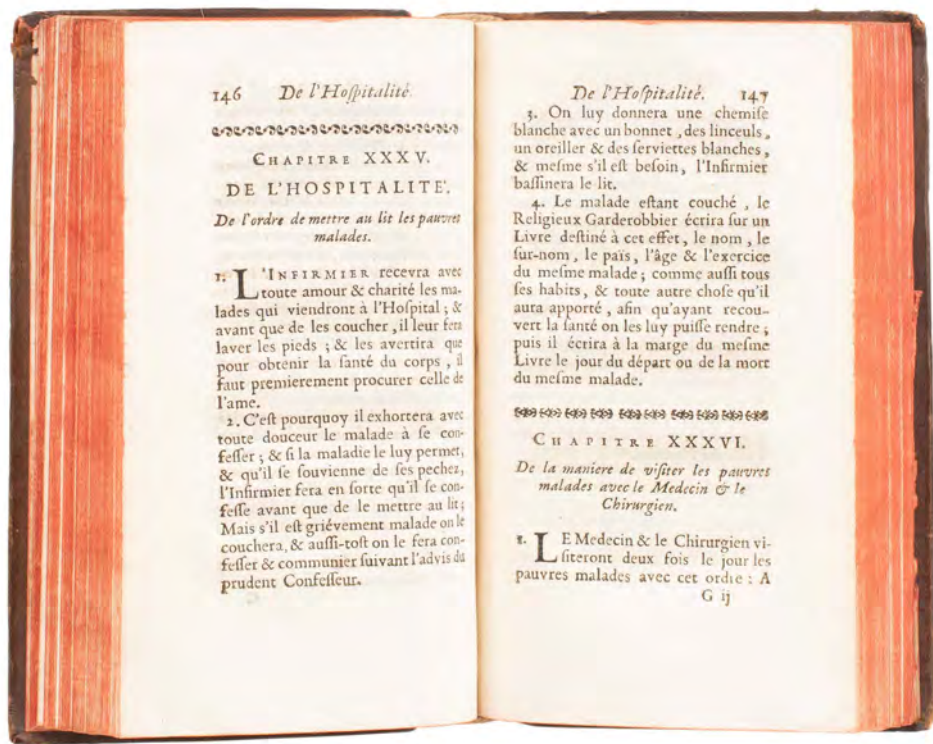 146 De l'Hoſpitalité.
CHAPITRE XXXV.
DE L'HOSPITALITE'.
De l'ordre de mettre au lit les pauvres
malades.
1. L'INFIRMIER recevra avec
toute amour & charité les ma-
lades qui viendront à l'Hoſpital ; &
avant que de les coucher, il leur fera
laver les pieds ; & les avertira que
pour obtenir la ſanté du corps, il
faut premierement procurer celle de
l'ame.
2. C'eſt pourquoy il exhortera avec
toute douceur le malade à ſe con-
feſſer ; & ſi la maladie le luy permet,
& qu'il ſe ſouvienne de ſes pechez,
l'Infirmier fera en ſorte qu'il ſe con-
feſſe avant que de le mettre au lit ;
Mais s'il eſt griévement malade on le
couchera, & auſſi-toſt on le fera con-
feſſer & communier ſuivant l'advis du
prudent Confeſſeur.
De l'Hoſpitalité. 147
3. On luy donnera une chemiſe
blanche avec un bonnet, des linceuls,
un oreiller & des ſerviettes blanches,
& meſme s'il eſt beſoin, l'Infirmier
baſſinera le lit.
4. Le malade eſtant couché, le
Religieux Garderobbier écrira ſur un
Livre deſtiné à cet effet, le nom, le
ſur-nom, le païs, l'âge & l'exercice
du meſme malade ; comme auſſi tous
ſes habits, & toute autre choſe qu'il
aura apporté, afin qu'ayant recou-
vert la ſanté on les luy puiſſe rendre ;
puis il écrira à la marge du meſme
Livre le jour du départ ou de la mort
du meſme malade.
CHAPITRE XXXVI.
De la maniere de viſiter les pauvres
malades avec le Medecin & le
Chirurgien.
1. LE Medecin & le Chirurgien vi-
ſiteront deux fois le jour les
pauvres malades avec cet ordre : A
G ij